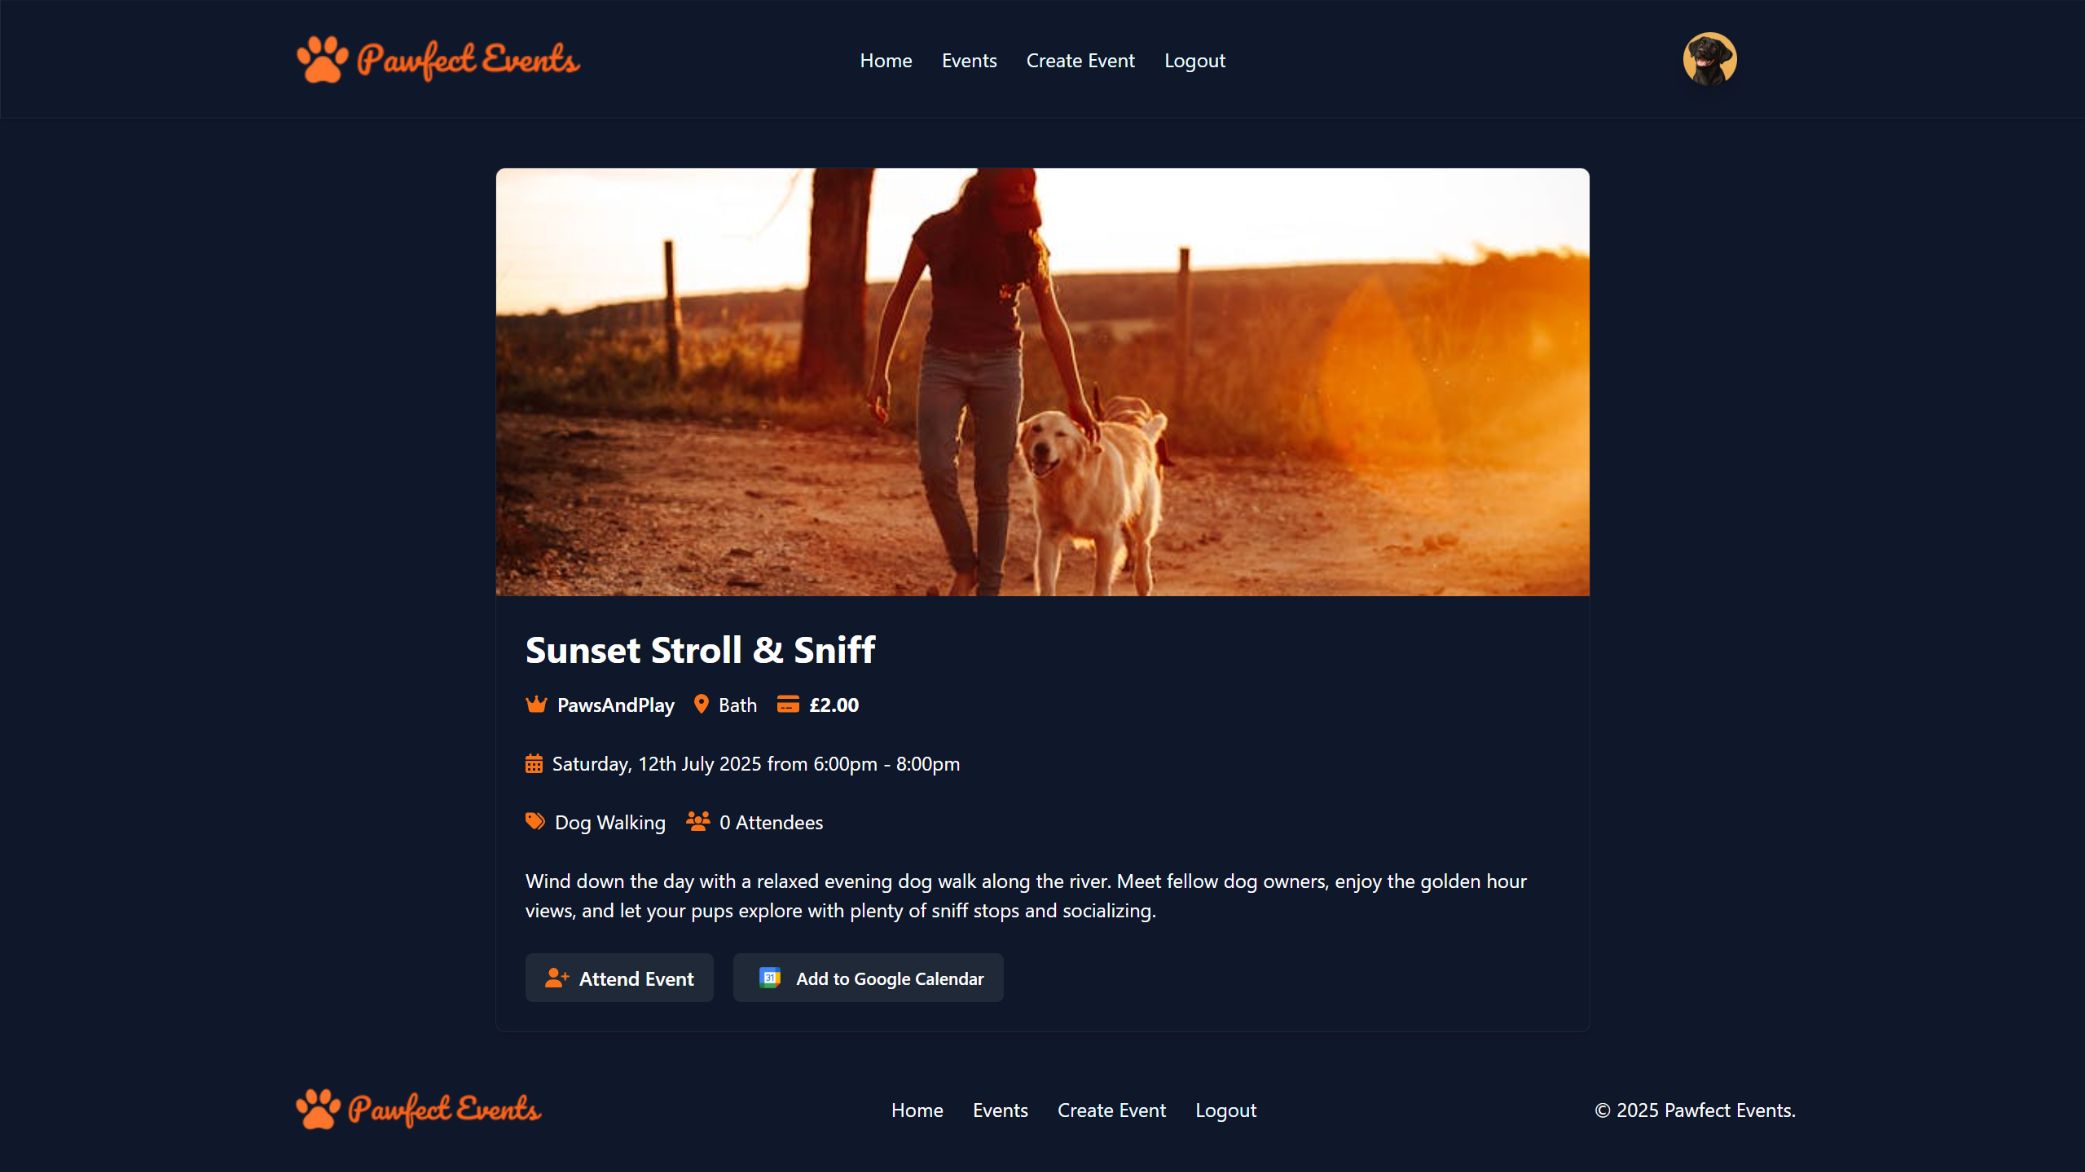 Pawfect Events
Home Events Create Event Logout
Sunset Stroll & Sniff
PawsAndPlay Bath £2.00
Saturday, 12th July 2025 from 6:00pm - 8:00pm
Dog Walking 0 Attendees
Wind down the day with a relaxed evening dog walk along the river. Meet fellow dog owners, enjoy the golden hour
views, and let your pups explore with plenty of sniff stops and socializing.
Attend Event 31 Add to Google Calendar
Pawfect Events
Home Events Create Event Logout
© 2025 Pawfect Events.